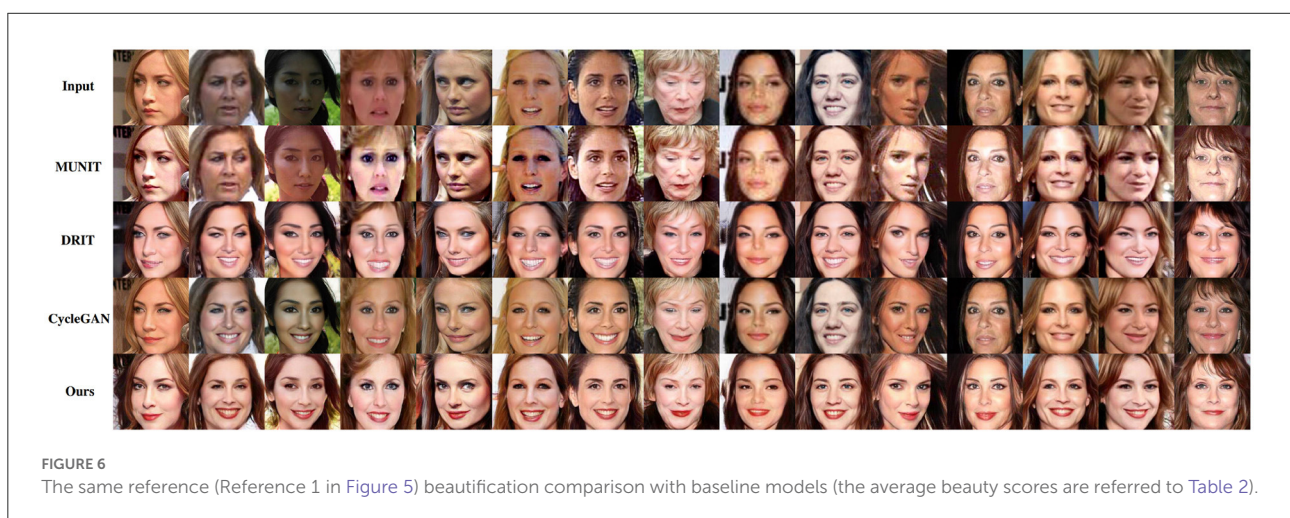 Input
MUNIT
DRIT
CycleGAN
Ours
FIGURE 6
The same reference (Reference 1 in Figure 5) beautification comparison with baseline models (the average beauty scores are referred to Table 2).